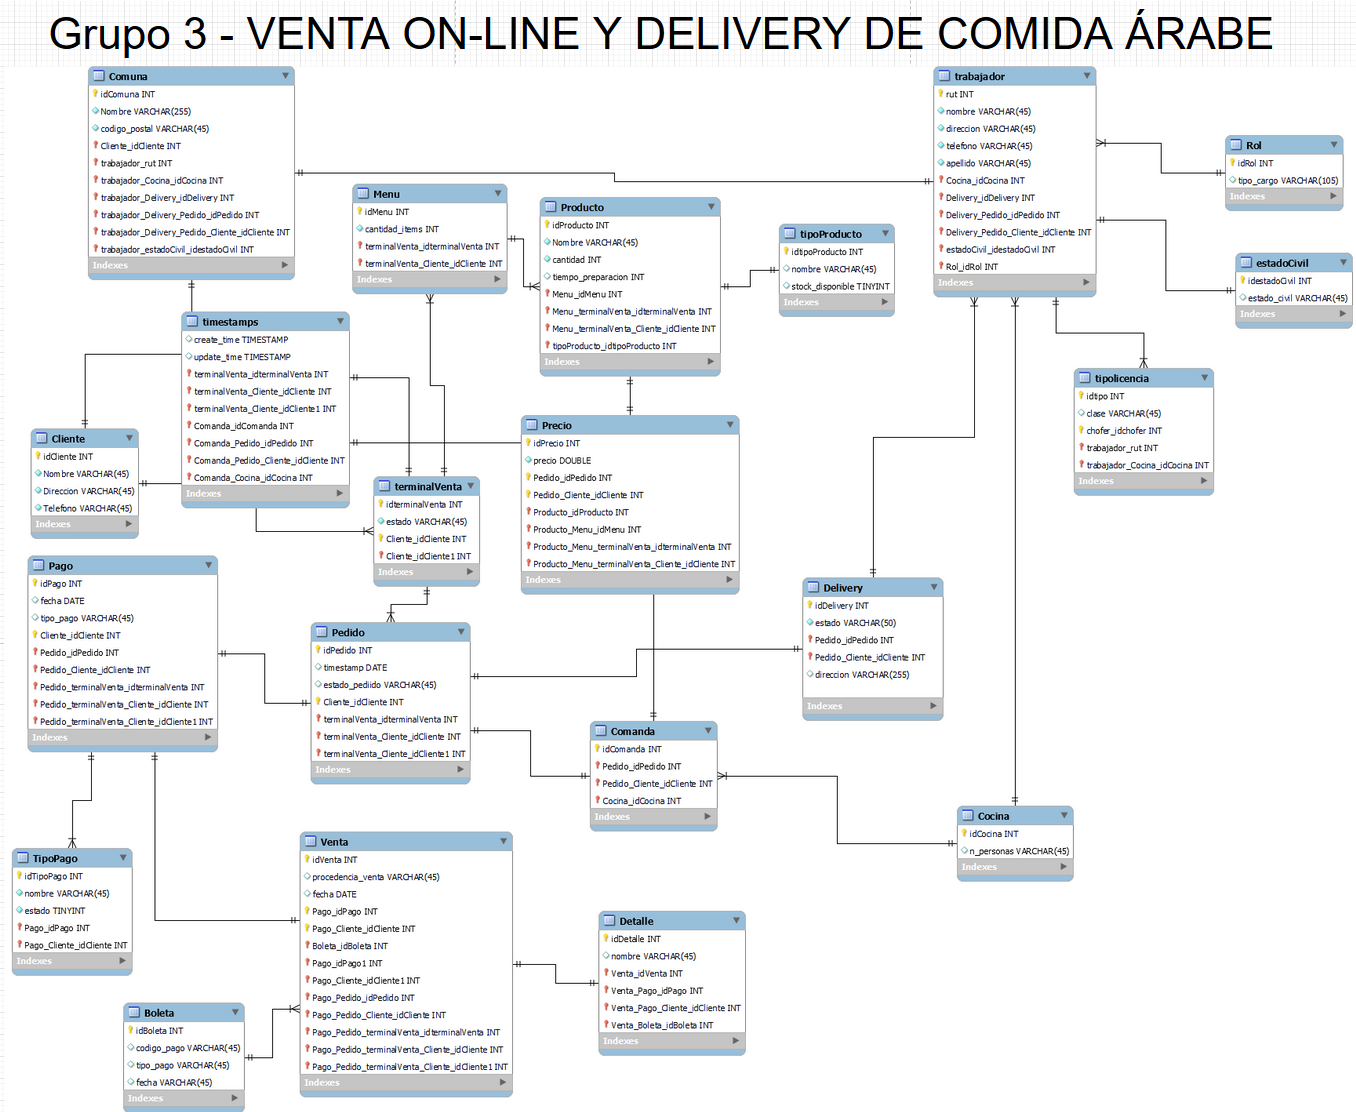 Grupo 3 - VENTA ON-LINE Y DELIVERY DE COMIDA ÁRABE
Comuna
idComuna INT
Nombre VARCHAR(255)
codigo_postal VARCHAR(45)
Cliente_idCliente INT
trabajador_rut INT
trabajador_Cocina_idCocina INT
trabajador_Delivery_idDelivery INT
trabajador_Delivery_Pedido_idPedido INT
trabajador_Delivery_Pedido_Cliente_idCliente INT
trabajador_estadoCivil_idestadoCivil INT
Indexes
trabajador
rut INT
nombre VARCHAR(45)
direccion VARCHAR(45)
telefono VARCHAR(45)
apellido VARCHAR(45)
Cocina_idCocina INT
Delivery_idDelivery INT
Delivery_Pedido_idPedido INT
Delivery_Pedido_Cliente_idCliente INT
estadoCivil_idestadoCivil INT
Rol_idRol INT
Indexes
Rol
idRol INT
tipo_cargo VARCHAR(105)
Indexes
Menu
idMenu INT
cantidad_items INT
terminalVenta_idterminalVenta INT
terminalVenta_Cliente_idCliente INT
Indexes
Producto
idProducto INT
Nombre VARCHAR(45)
cantidad INT
tiempo_preparacion INT
Menu_idMenu INT
Menu_terminalVenta_idterminalVenta INT
Menu_terminalVenta_Cliente_idCliente INT
tipoProducto_idtipoProducto INT
Indexes
tipoProducto
idtipoProducto INT
nombre VARCHAR(45)
stock_disponible TINYINT
Indexes
estadoCivil
idestadoCivil INT
estado_civil VARCHAR(45)
Indexes
timestamps
create_time TIMESTAMP
update_time TIMESTAMP
terminalVenta_idterminalVenta INT
terminalVenta_Cliente_idCliente INT
terminalVenta_Cliente_idCliente1 INT
Comanda_idComanda INT
Comanda_Pedido_idPedido INT
Comanda_Pedido_Cliente_idCliente INT
Comanda_Cocina_idCocina INT
Indexes
tipolicencia
idtipo INT
clase VARCHAR(45)
chofer_idchofer INT
trabajador_rut INT
trabajador_Cocina_idCocina INT
Indexes
Cliente
idCliente INT
Nombre VARCHAR(45)
Direccion VARCHAR(45)
Telefono VARCHAR(45)
Indexes
Precio
idPrecio INT
precio DOUBLE
Pedido_idPedido INT
Pedido_Cliente_idCliente INT
Producto_idProducto INT
Producto_Menu_idMenu INT
Producto_Menu_terminalVenta_idterminalVenta INT
Producto_Menu_terminalVenta_Cliente_idCliente INT
Indexes
terminalVenta
idterminalVenta INT
estado VARCHAR(45)
Cliente_idCliente INT
Cliente_idCliente1 INT
Indexes
Pago
idPago INT
fecha DATE
tipo_pago VARCHAR(45)
Cliente_idCliente INT
Pedido_idPedido INT
Pedido_Cliente_idCliente INT
Pedido_terminalVenta_idterminalVenta INT
Pedido_terminalVenta_Cliente_idCliente INT
Pedido_terminalVenta_Cliente_idCliente1 INT
Indexes
Delivery
idDelivery INT
estado VARCHAR(50)
Pedido_idPedido INT
Pedido_Cliente_idCliente INT
direccion VARCHAR(255)
Indexes
Pedido
idPedido INT
timestamp DATE
estado_pediido VARCHAR(45)
Cliente_idCliente INT
terminalVenta_idterminalVenta INT
terminalVenta_Cliente_idCliente INT
terminalVenta_Cliente_idCliente1 INT
Indexes
Comanda
idComanda INT
Pedido_idPedido INT
Pedido_Cliente_idCliente INT
Cocina_idCocina INT
Indexes
Cocina
idCocina INT
n_personas VARCHAR(45)
Indexes
TipoPago
idTipoPago INT
nombre VARCHAR(45)
estado TINYINT
Pago_idPago INT
Pago_Cliente_idCliente INT
Indexes
Venta
idVenta INT
procedencia_venta VARCHAR(45)
fecha DATE
Pago_idPago INT
Pago_Cliente_idCliente INT
Boleta_idBoleta INT
Pago_idPago1 INT
Pago_Cliente_idCliente1 INT
Pago_Pedido_idPedido INT
Pago_Pedido_Cliente_idCliente INT
Pago_Pedido_terminalVenta_idterminalVenta INT
Pago_Pedido_terminalVenta_Cliente_idCliente INT
Pago_Pedido_terminalVenta_Cliente_idCliente1 INT
Indexes
Detalle
idDetalle INT
nombre VARCHAR(45)
Venta_idVenta INT
Venta_Pago_idPago INT
Venta_Pago_Cliente_idCliente INT
Venta_Boleta_idBoleta INT
Indexes
Boleta
idBoleta INT
codigo_pago VARCHAR(45)
tipo_pago VARCHAR(45)
fecha VARCHAR(45)
Indexes